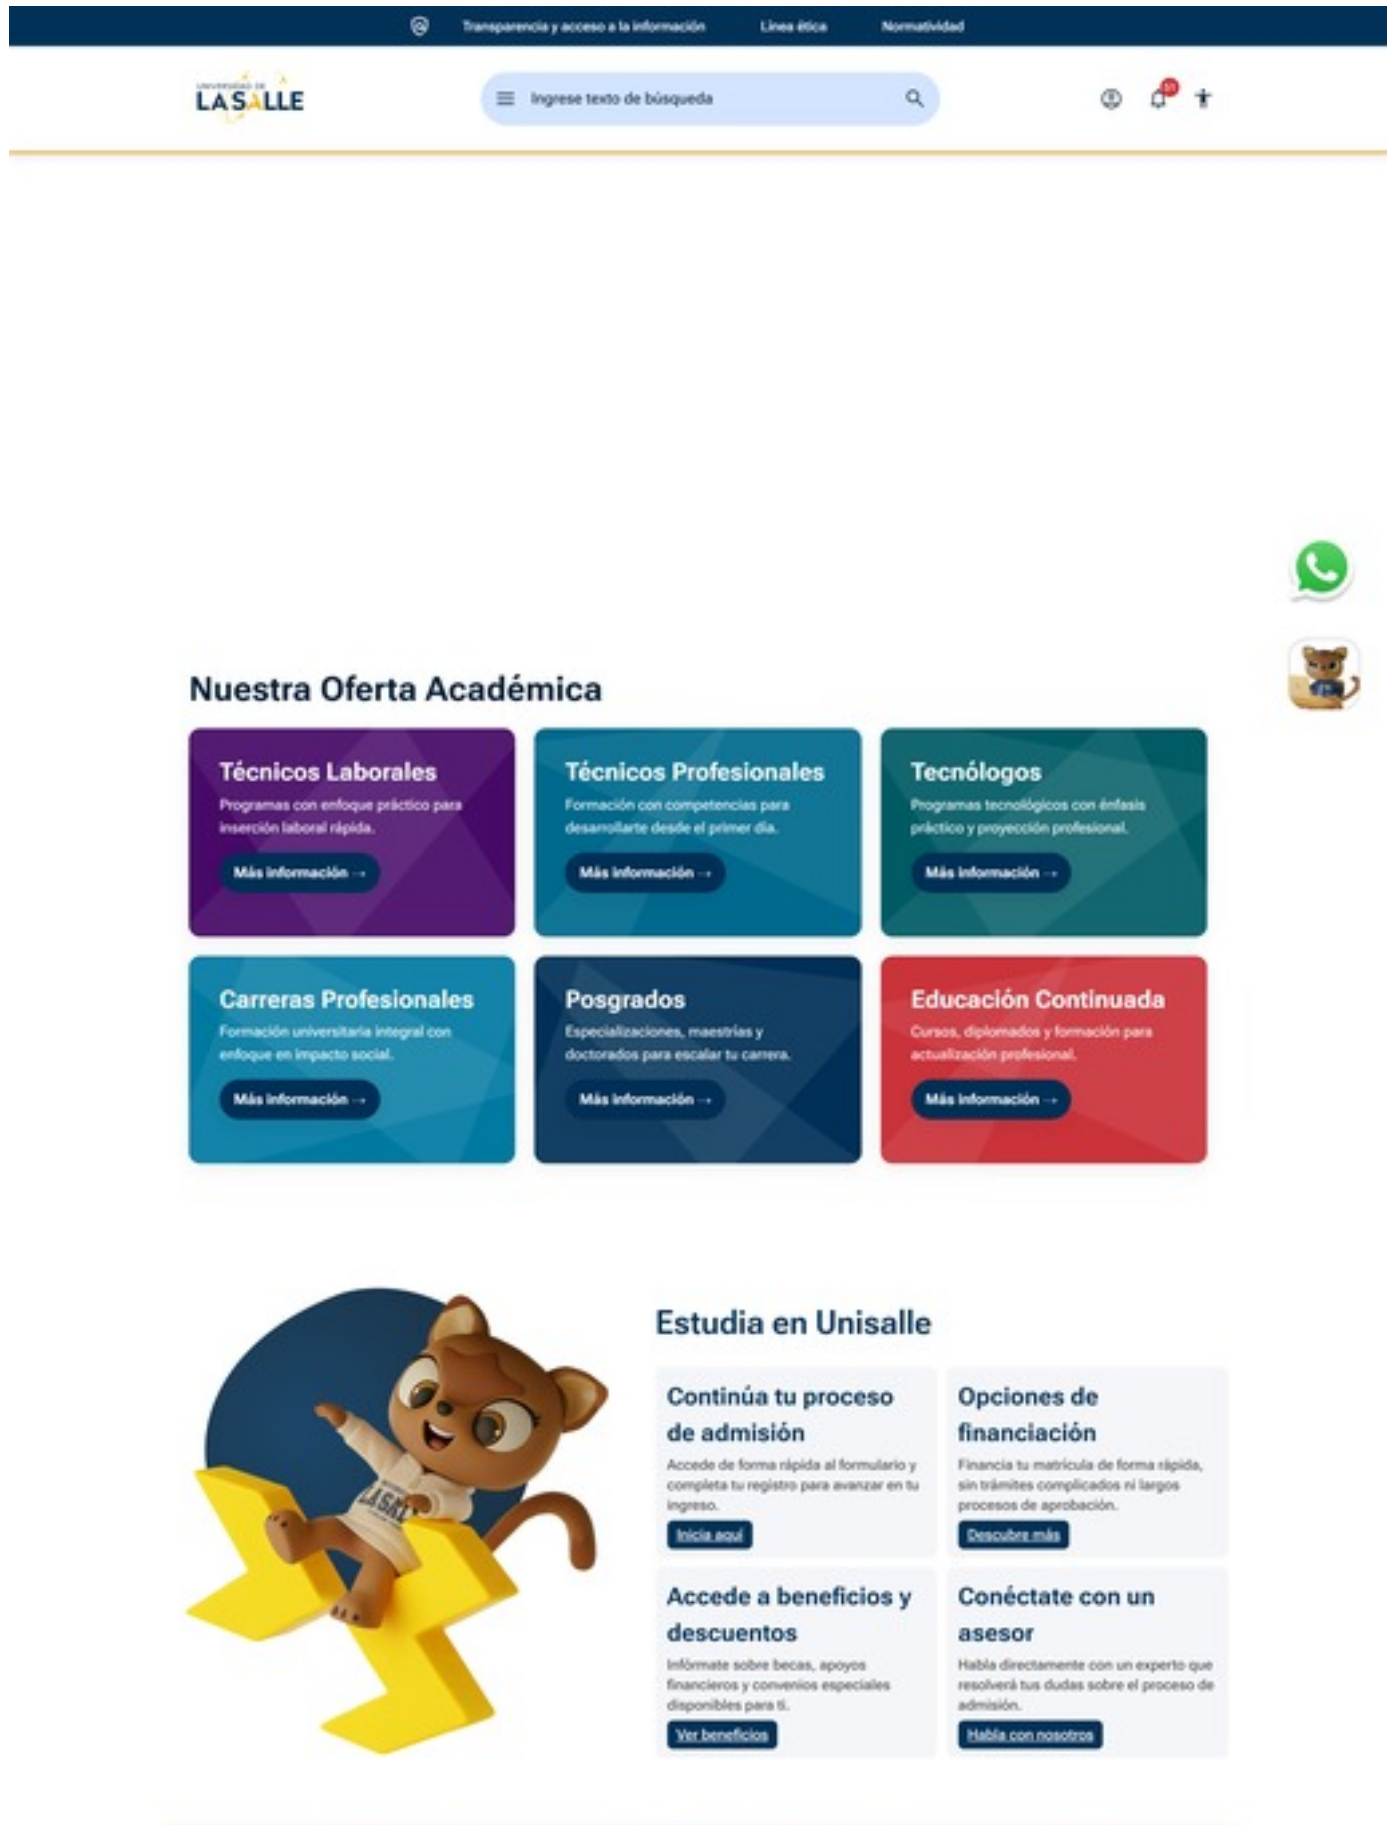 Transparencia y acceso a la información
Línea ética
Normatividad
UNIVERSIDAD DE
LA SALLE
Ingrese texto de búsqueda
Nuestra Oferta Académica
Técnicos Laborales
Programas con enfoque práctico para
inserción laboral rápida.
Más información →
Técnicos Profesionales
Formación con competencias para
desarrollarte desde el primer día.
Más información →
Tecnólogos
Programas tecnológicos con énfasis
práctico y proyección profesional.
Más información →
Carreras Profesionales
Formación universitaria integral con
enfoque en impacto social.
Más información →
Posgrados
Especializaciones, maestrías y
doctorados para escalar tu carrera.
Más información →
Educación Continuada
Cursos, diplomados y formación para
actualización profesional.
Más información →
LASALLE
Estudia en Unisalle
Continúa tu proceso
de admisión
Accede de forma rápida al formulario y
completa tu registro para avanzar en tu
ingreso.
Inicia aquí
Opciones de
financiación
Financia tu matrícula de forma rápida,
sin trámites complicados ni largos
procesos de aprobación.
Descubre más
Accede a beneficios y
descuentos
Infórmate sobre becas, apoyos
financieros y convenios especiales
disponibles para ti.
Ver beneficios
Conéctate con un
asesor
Habla directamente con un experto que
resolverá tus dudas sobre el proceso de
admisión.
Habla con nosotros